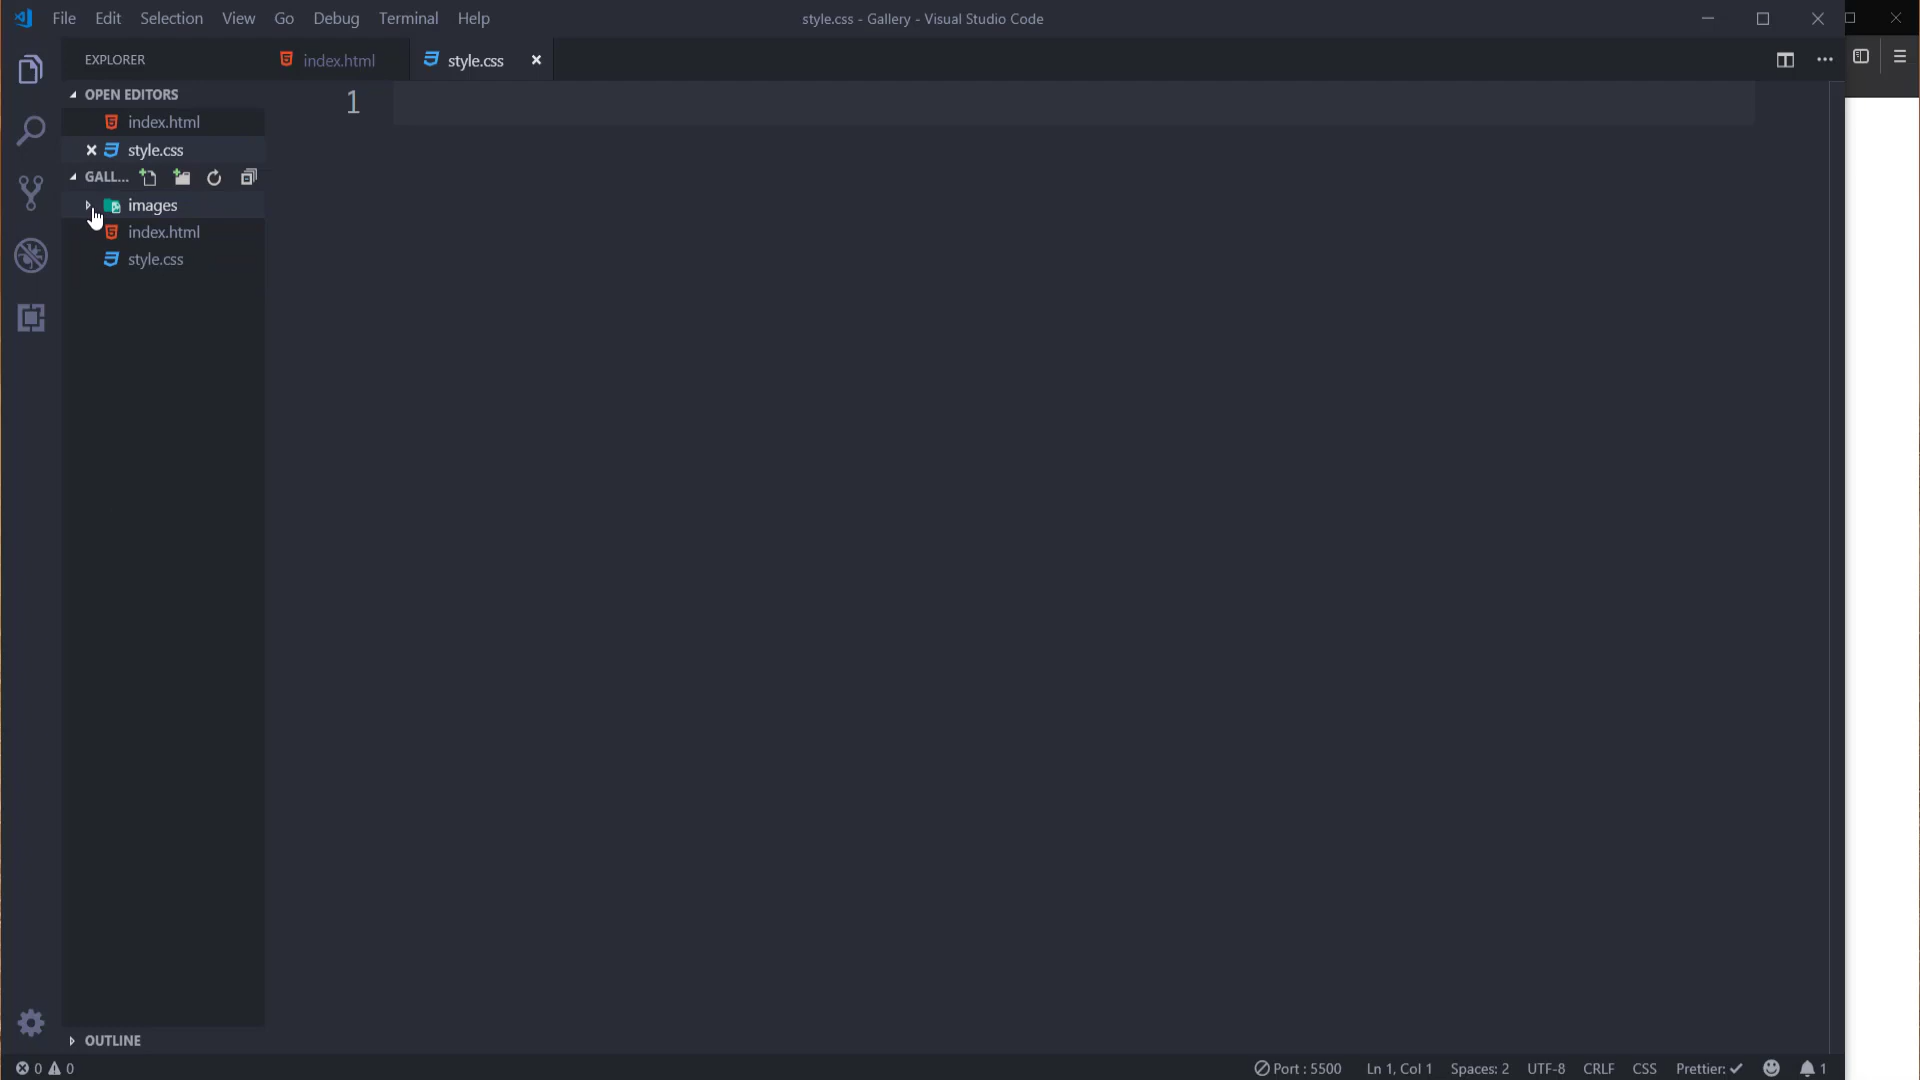 File Edit Selection View Go Debug Terminal Help
style.css - Gallery - Visual Studio Code
EXPLORER
index.html
style.css
OPEN EDITORS
index.html
style.css
GALL...
images
index.html
style.css
1
OUTLINE
0 0
Port : 5500 Ln 1, Col 1 Spaces: 2 UTF-8 CRLF CSS Prettier: 1